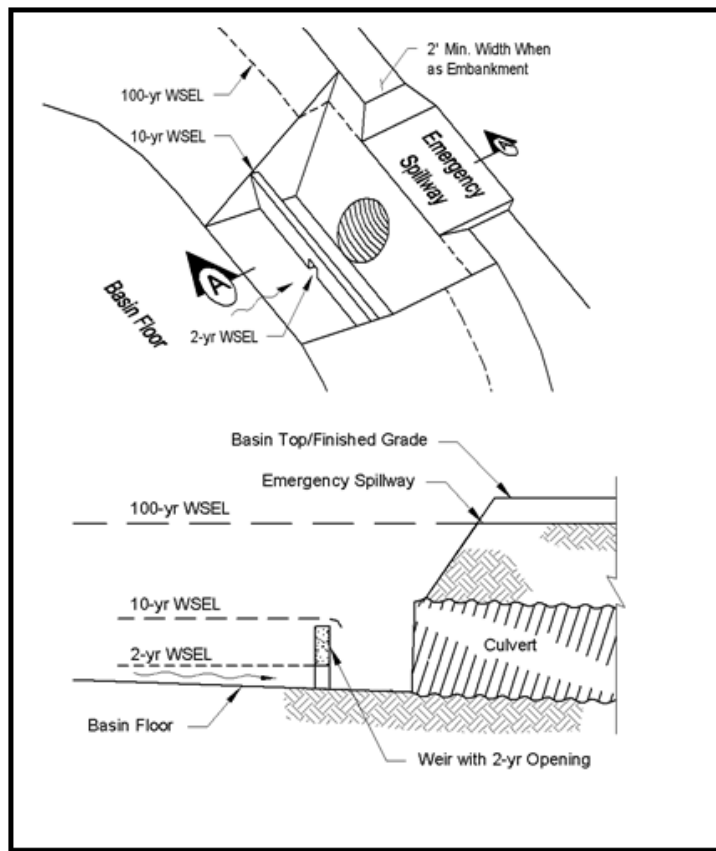 2' Min. Width When
as Embankment
100-yr WSEL
10-yr WSEL
Emergency
Spillway
A
A
Basin Floor
2-yr WSEL
Basin Top/Finished Grade
Emergency Spillway
100-yr WSEL
10-yr WSEL
2-yr WSEL
Culvert
Basin Floor
Weir with 2-yr Opening